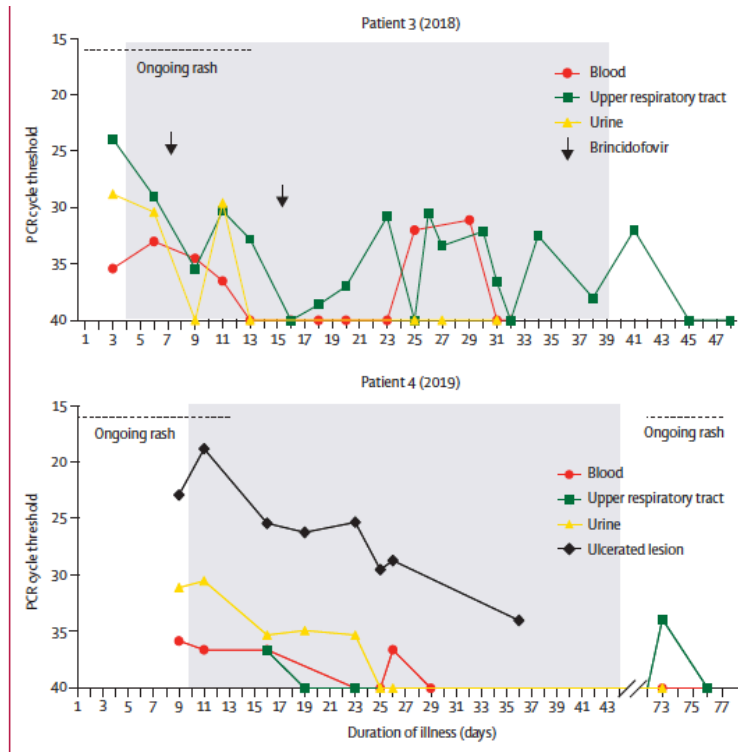 Patient 3 (2018)
15
20
25
30
35
40
PCR cycle threshold
Ongoing rash
Blood
Upper respiratory tract
Urine
Brincidofovir
1 3 5 7 9 11 13 15 17 19 21 23 25 27 29 31 33 35 37 39 41 43 45 47
Patient 4 (2019)
15
20
25
30
35
40
PCR cycle threshold
Ongoing rash
Ongoing rash
Blood
Upper respiratory tract
Urine
Ulcerated lesion
1 3 5 7 9 11 13 15 17 19 21 23 25 27 29 31 33 35 37 39 41 43 73 75 77
Duration of illness (days)